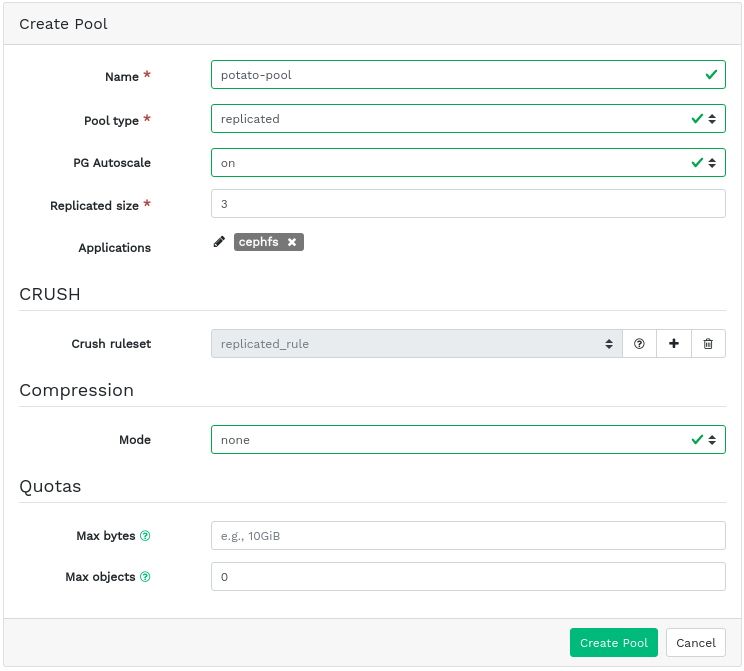 Create Pool
Name * potato-pool
Pool type * replicated
PG Autoscale on
Replicated size * 3
Applications cephfs
CRUSH
Crush ruleset replicated_rule
Compression
Mode none
Quotas
Max bytes e.g., 10GiB
Max objects 0
Create Pool Cancel